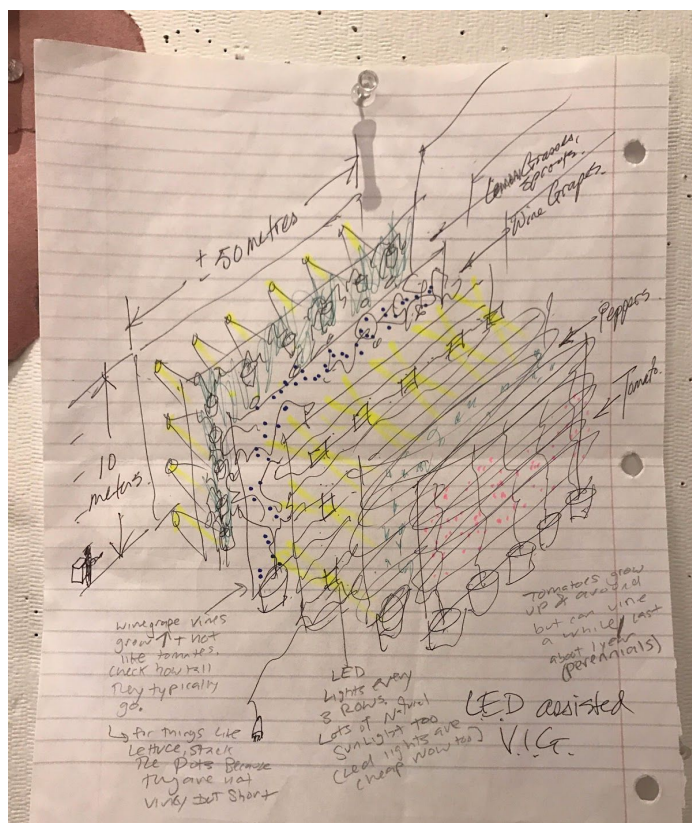 Lemon Grasses,
Sprouts.
Wine Grapes.
± 50 metres
Peppers
Tomato.
10
meters.
winegrape vines
grow ↑ + not
like tomatoes.
Check how tall
they typically
go.
↳ for things like
Lettuce, stack
The Pots Because
They are not
viney but short
LED
Lights every
3 Rows.
Lots of Natural
Sunlight too
(Led lights are
cheap now too)
Tomatoes grow
up & around
but can vine
a while / last
about 1 year
(perennials)
LED assisted
V.I.G.